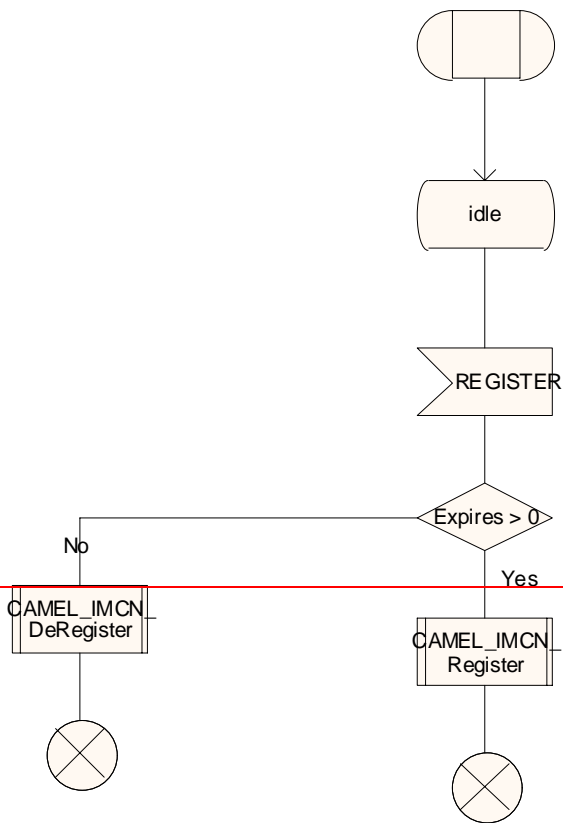 idle
REGISTER
Expires > 0
No
Yes
CAMEL_IMCN_
DeRegister
CAMEL_IMCN_
Register